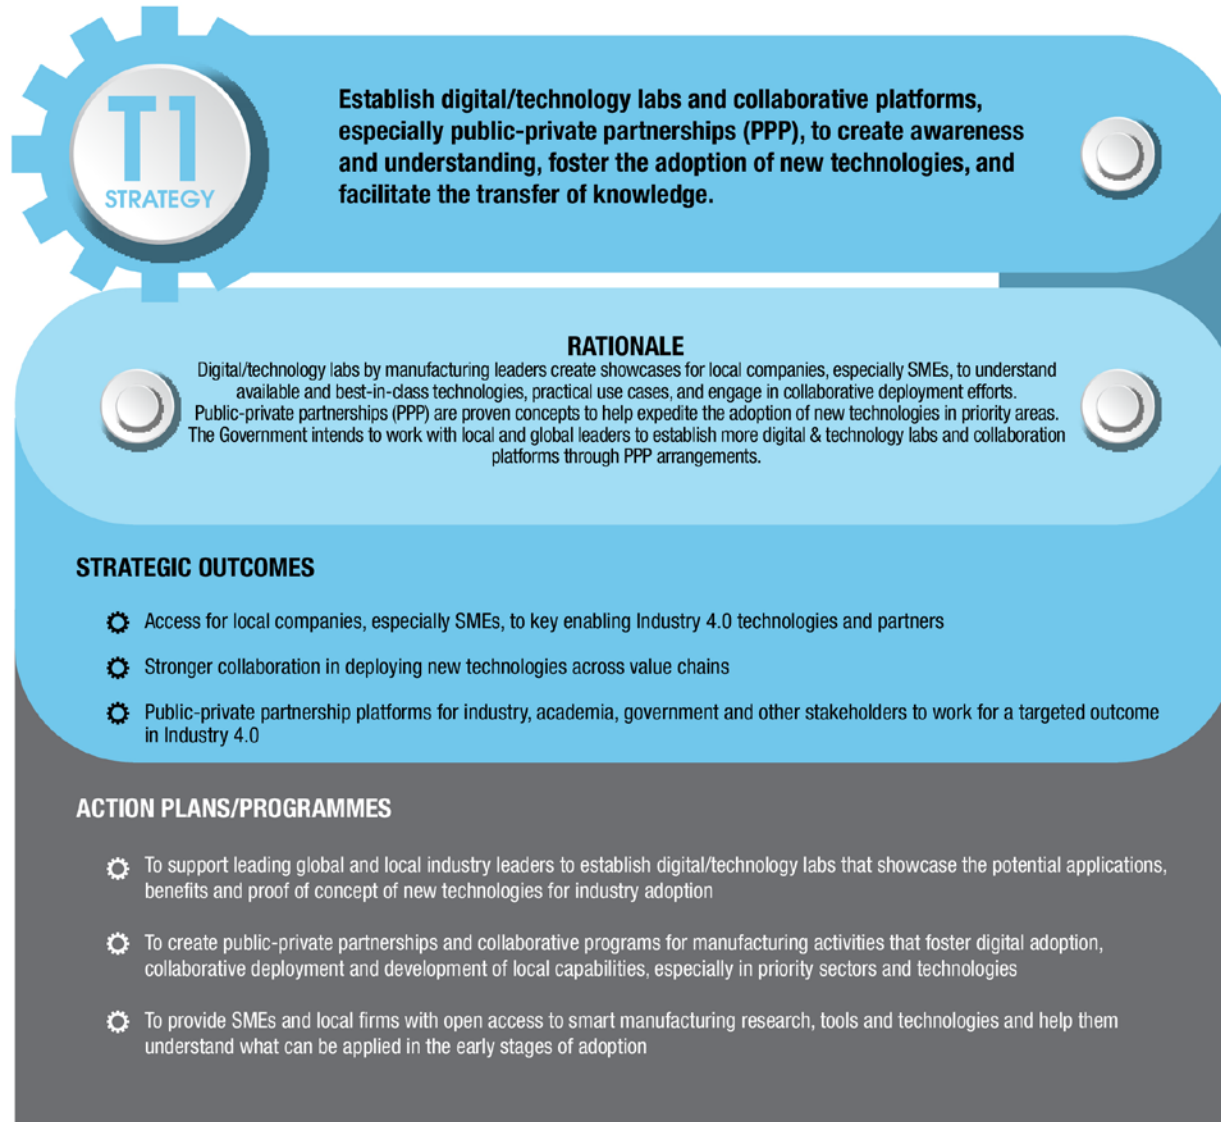 T1
STRATEGY
Establish digital/technology labs and collaborative platforms,
especially public-private partnerships (PPP), to create awareness
and understanding, foster the adoption of new technologies, and
facilitate the transfer of knowledge.
RATIONALE
Digital/technology labs by manufacturing leaders create showcases for local companies, especially SMEs, to understand
available and best-in-class technologies, practical use cases, and engage in collaborative deployment efforts.
Public-private partnerships (PPP) are proven concepts to help expedite the adoption of new technologies in priority areas.
The Government intends to work with local and global leaders to establish more digital & technology labs and collaboration
platforms through PPP arrangements.
STRATEGIC OUTCOMES
Access for local companies, especially SMEs, to key enabling Industry 4.0 technologies and partners
Stronger collaboration in deploying new technologies across value chains
Public-private partnership platforms for industry, academia, government and other stakeholders to work for a targeted outcome
in Industry 4.0
ACTION PLANS/PROGRAMMES
To support leading global and local industry leaders to establish digital/technology labs that showcase the potential applications,
benefits and proof of concept of new technologies for industry adoption
To create public-private partnerships and collaborative programs for manufacturing activities that foster digital adoption,
collaborative deployment and development of local capabilities, especially in priority sectors and technologies
To provide SMEs and local firms with open access to smart manufacturing research, tools and technologies and help them
understand what can be applied in the early stages of adoption